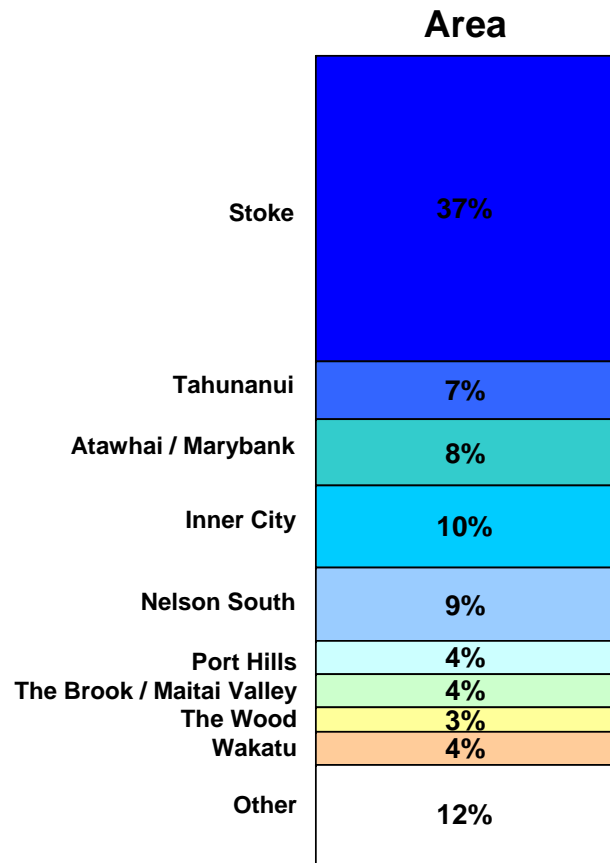 Area
Stoke 37%
Tahunanui 7%
Atawhai / Marybank 8%
Inner City 10%
Nelson South 9%
Port Hills 4%
The Brook / Maitai Valley 4%
The Wood 3%
Wakatu 4%
Other 12%